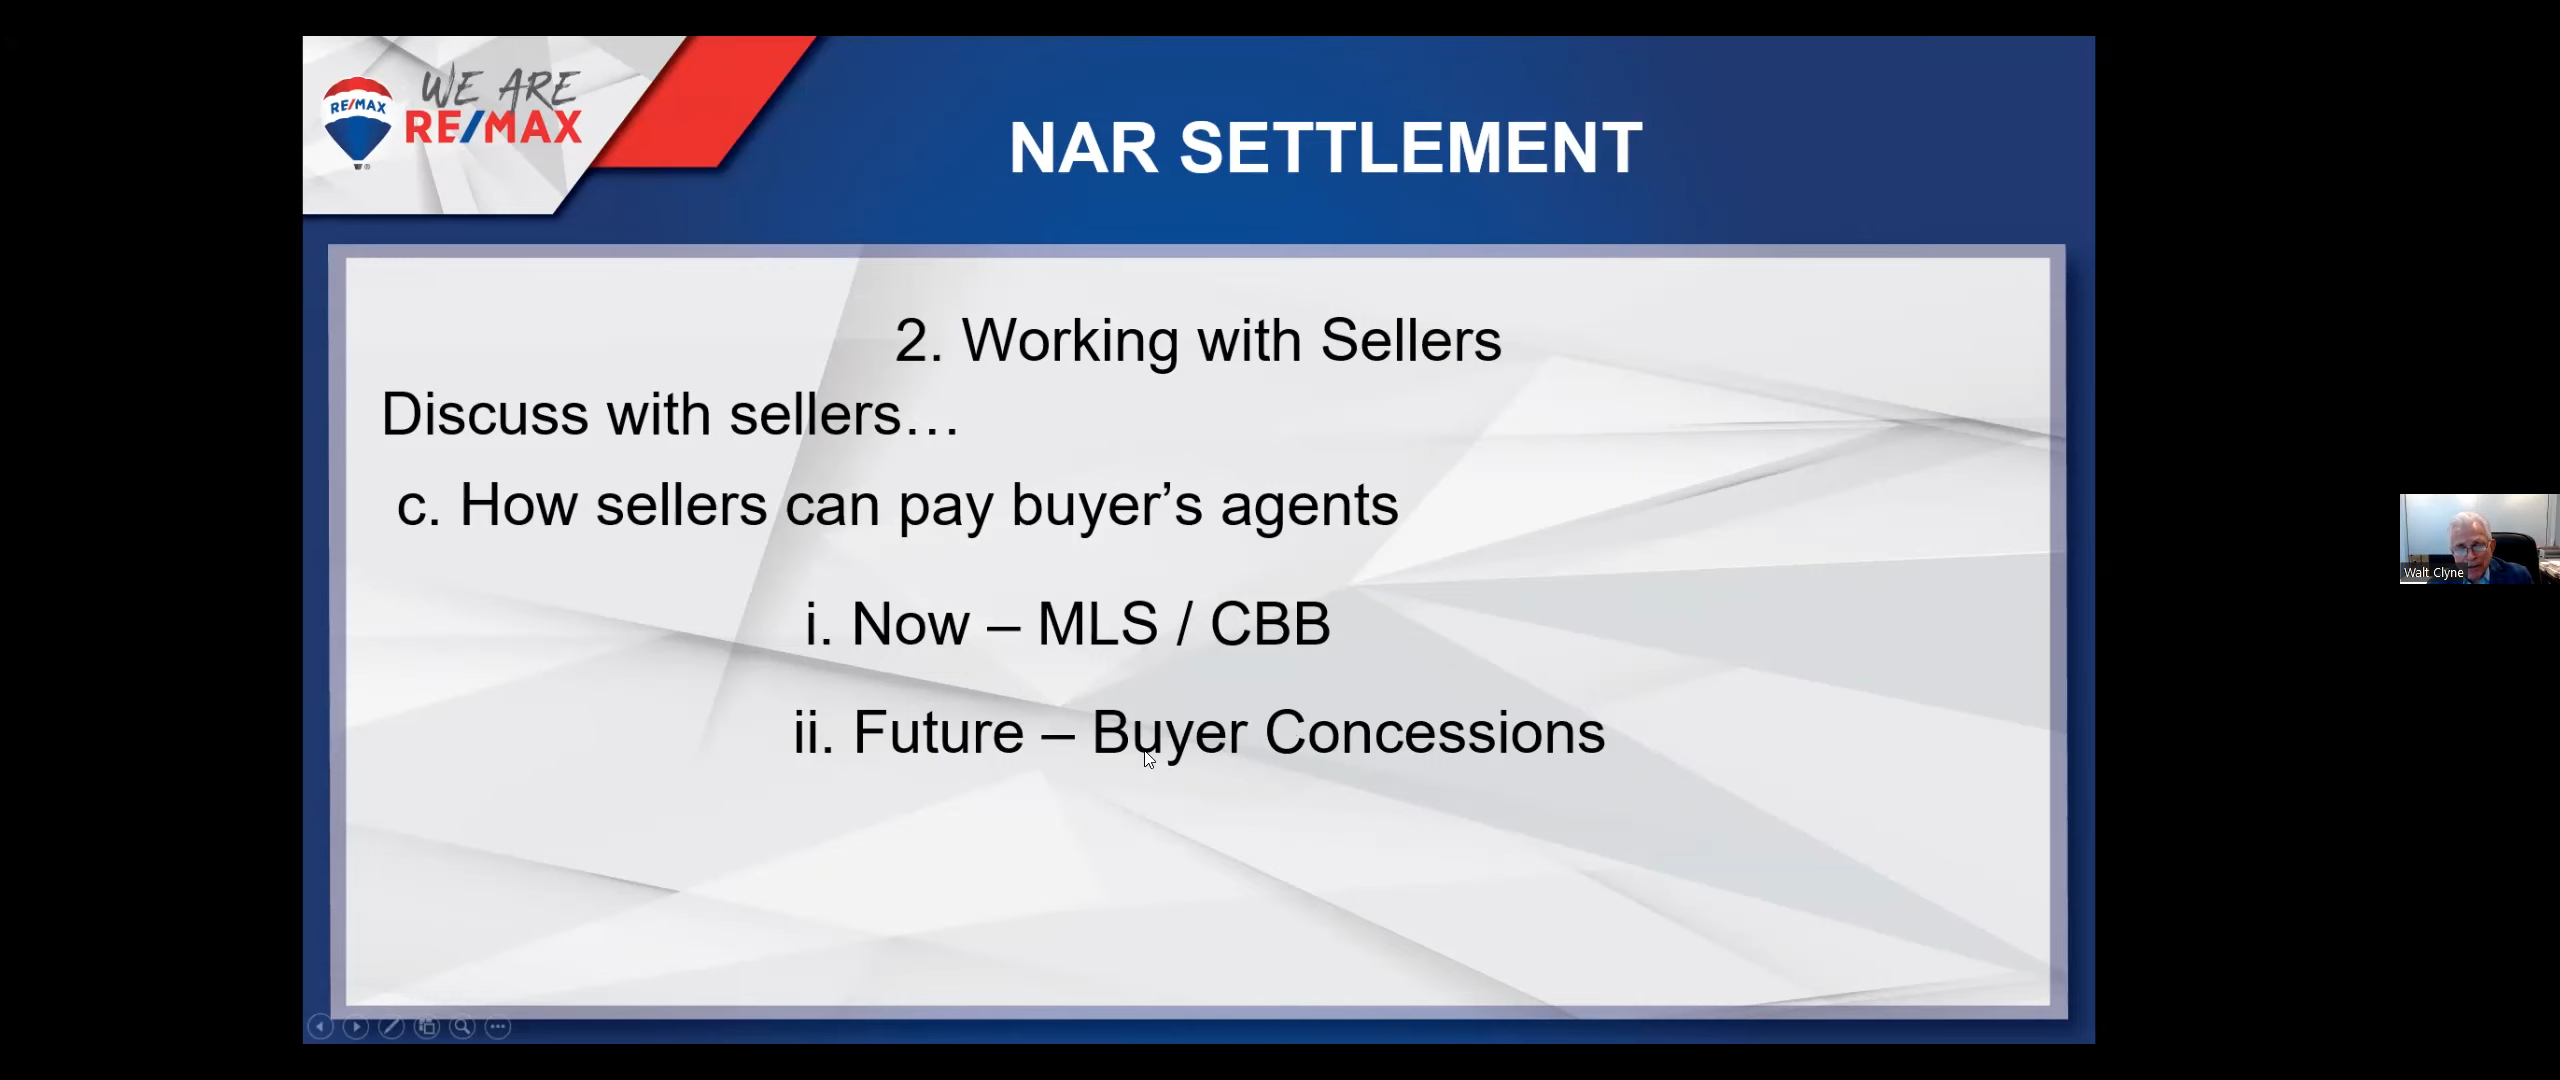 WE ARE
RE/MAX
RE/MAX
NAR SETTLEMENT
2. Working with Sellers
Discuss with sellers…
c. How sellers can pay buyer’s agents
i. Now – MLS / CBB
ii. Future – Buyer Concessions
Walt Clyne